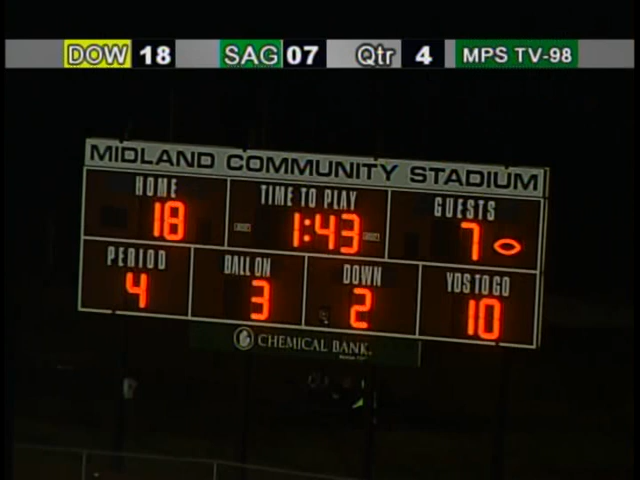 DOW 18 SAG 07 Qtr 4 MPS TV-98
MIDLAND COMMUNITY STADIUM
HOME TIME TO PLAY GUESTS
18 1:43 7
PERIOD BALL ON DOWN YDS TO GO
4 3 2 10
CHEMICAL BANK.